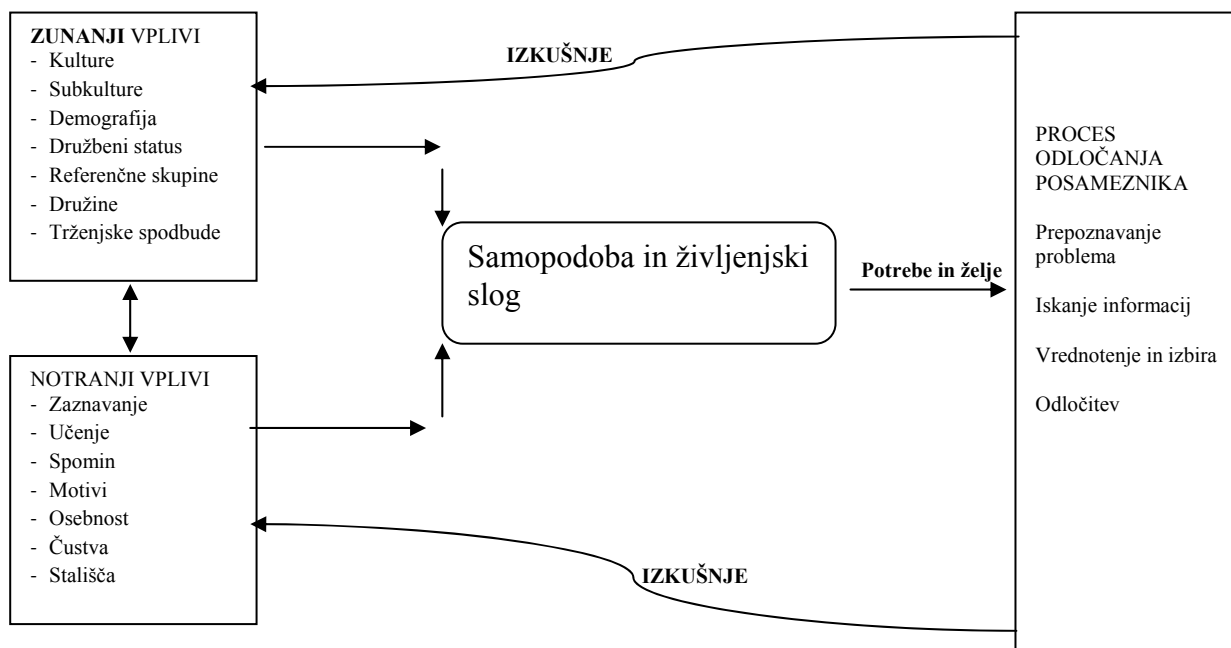 ZUNANJI VPLIVI
- Kulture
- Subkulture
- Demografija
- Družbeni status
- Referenčne skupine
- Družine
- Trženjske spodbude
IZKUŠNJE
NOTRANJI VPLIVI
- Zaznavanje
- Učenje
- Spomin
- Motivi
- Osebnost
- Čustva
- Stališča
Samopodoba in življenjski
slog
Potrebe in želje
IZKUŠNJE
PROCES
ODLOČANJA
POSAMEZNIKA
Prepoznavanje
problema
Iskanje informacij
Vrednotenje in izbira
Odločitev